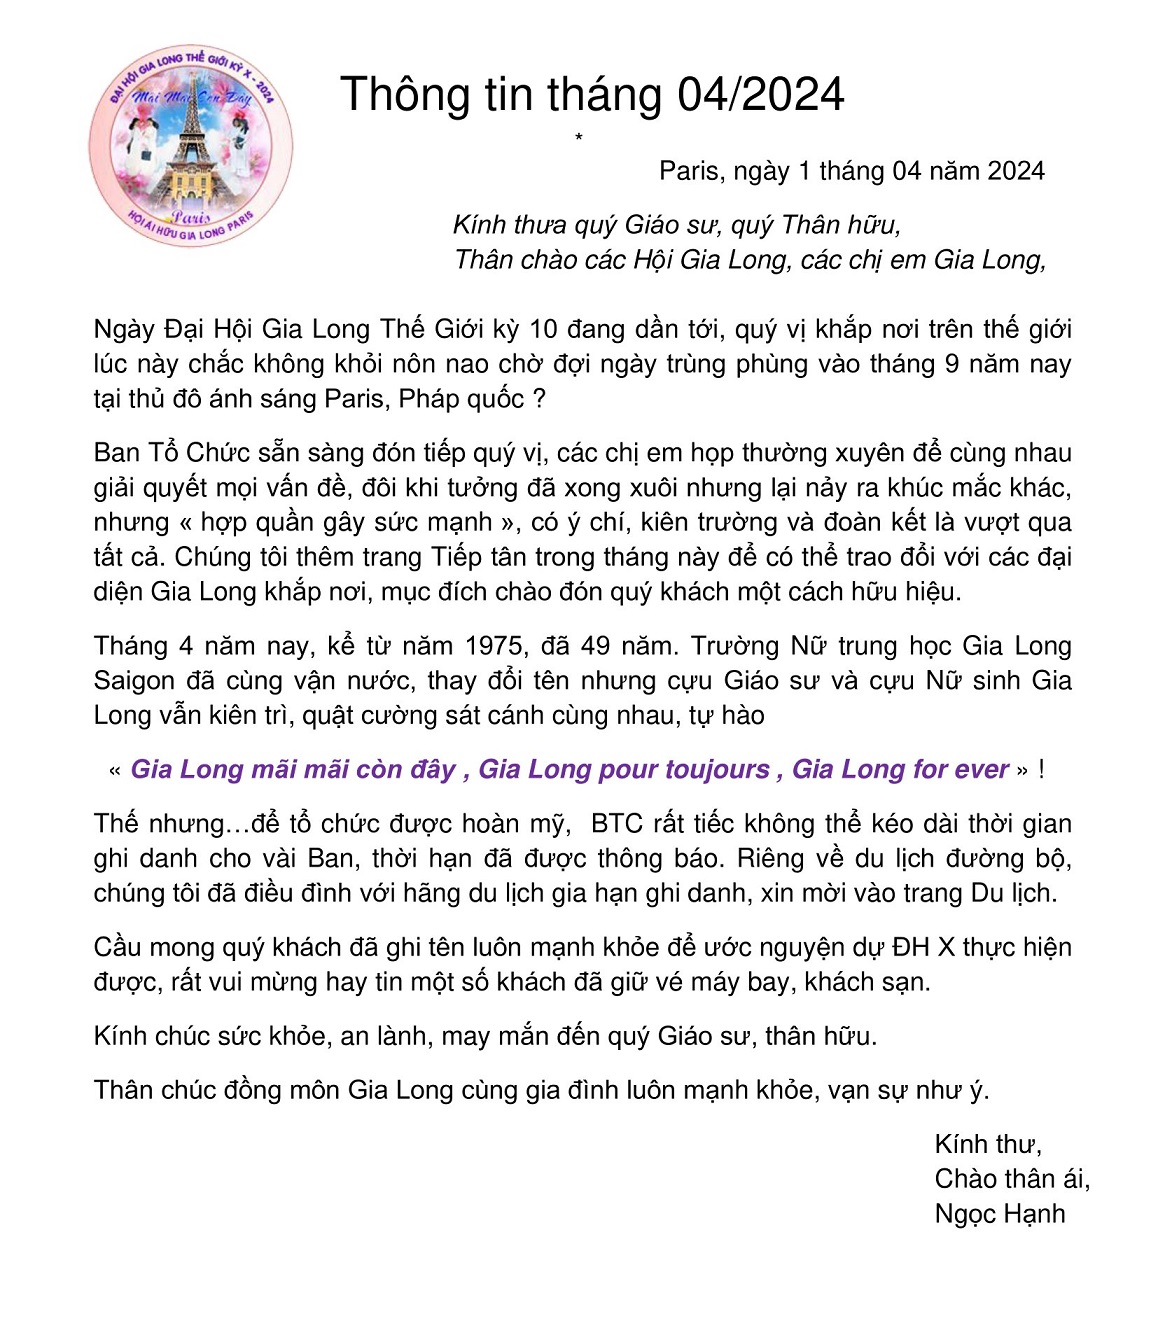 ĐẠI HỘI GIA LONG THẾ GIỚI KỲ X - 2024
Mãi Mãi Còn Đây
Paris
HỘI ÁI HỮU GIA LONG PARIS
Thông tin tháng 04/2024
*
Paris, ngày 1 tháng 04 năm 2024
Kính thưa quý Giáo sư, quý Thân hữu,
Thân chào các Hội Gia Long, các chị em Gia Long,
Ngày Đại Hội Gia Long Thế Giới kỳ 10 đang dần tới, quý vị khắp nơi trên thế giới
lúc này chắc không khỏi nôn nao chờ đợi ngày trùng phùng vào tháng 9 năm nay
tại thủ đô ánh sáng Paris, Pháp quốc ?
Ban Tổ Chức sẵn sàng đón tiếp quý vị, các chị em họp thường xuyên để cùng nhau
giải quyết mọi vấn đề, đôi khi tưởng đã xong xuôi nhưng lại nảy ra khúc mắc khác,
nhưng « hợp quần gây sức mạnh », có ý chí, kiên trường và đoàn kết là vượt qua
tất cả. Chúng tôi thêm trang Tiếp tân trong tháng này để có thể trao đổi với các đại
diện Gia Long khắp nơi, mục đích chào đón quý khách một cách hữu hiệu.
Tháng 4 năm nay, kể từ năm 1975, đã 49 năm. Trường Nữ trung học Gia Long
Saigon đã cùng vận nước, thay đổi tên nhưng cựu Giáo sư và cựu Nữ sinh Gia
Long vẫn kiên trì, quật cường sát cánh cùng nhau, tự hào
« Gia Long mãi mãi còn đây , Gia Long pour toujours , Gia Long for ever » !
Thế nhưng…để tổ chức được hoàn mỹ, BTC rất tiếc không thể kéo dài thời gian
ghi danh cho vài Ban, thời hạn đã được thông báo. Riêng về du lịch đường bộ,
chúng tôi đã điều đình với hãng du lịch gia hạn ghi danh, xin mời vào trang Du lịch.
Cầu mong quý khách đã ghi tên luôn mạnh khỏe để ước nguyện dự ĐH X thực hiện
được, rất vui mừng hay tin một số khách đã giữ vé máy bay, khách sạn.
Kính chúc sức khỏe, an lành, may mắn đến quý Giáo sư, thân hữu.
Thân chúc đồng môn Gia Long cùng gia đình luôn mạnh khỏe, vạn sự như ý.
Kính thư,
Chào thân ái,
Ngọc Hạnh